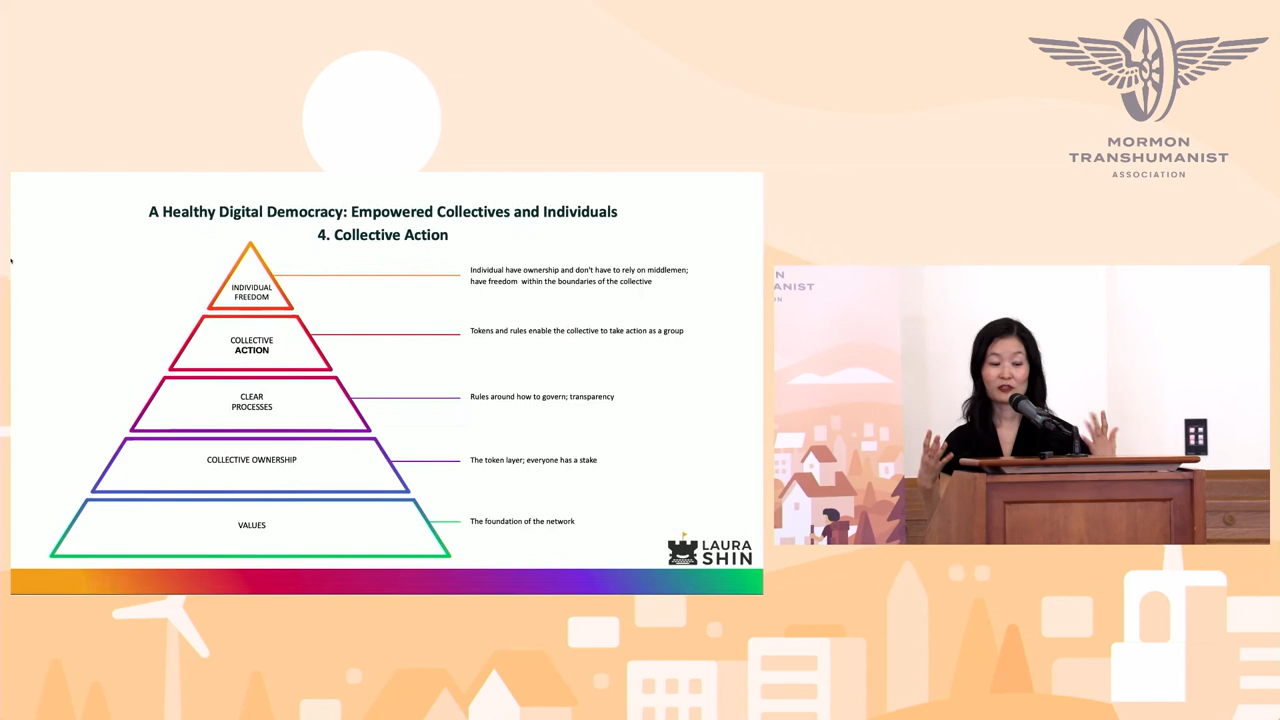 MORMON
TRANSHUMANIST
ASSOCIATION
A Healthy Digital Democracy: Empowered Collectives and Individuals
4. Collective Action
INDIVIDUAL
FREEDOM
Individual have ownership and don't have to rely on middlemen;
have freedom within the boundaries of the collective
COLLECTIVE
ACTION
Tokens and rules enable the collective to take action as a group
CLEAR
PROCESSES
Rules around how to govern; transparency
COLLECTIVE OWNERSHIP
The token layer; everyone has a stake
VALUES
The foundation of the network
LAURA
SHIN
N
ANIST